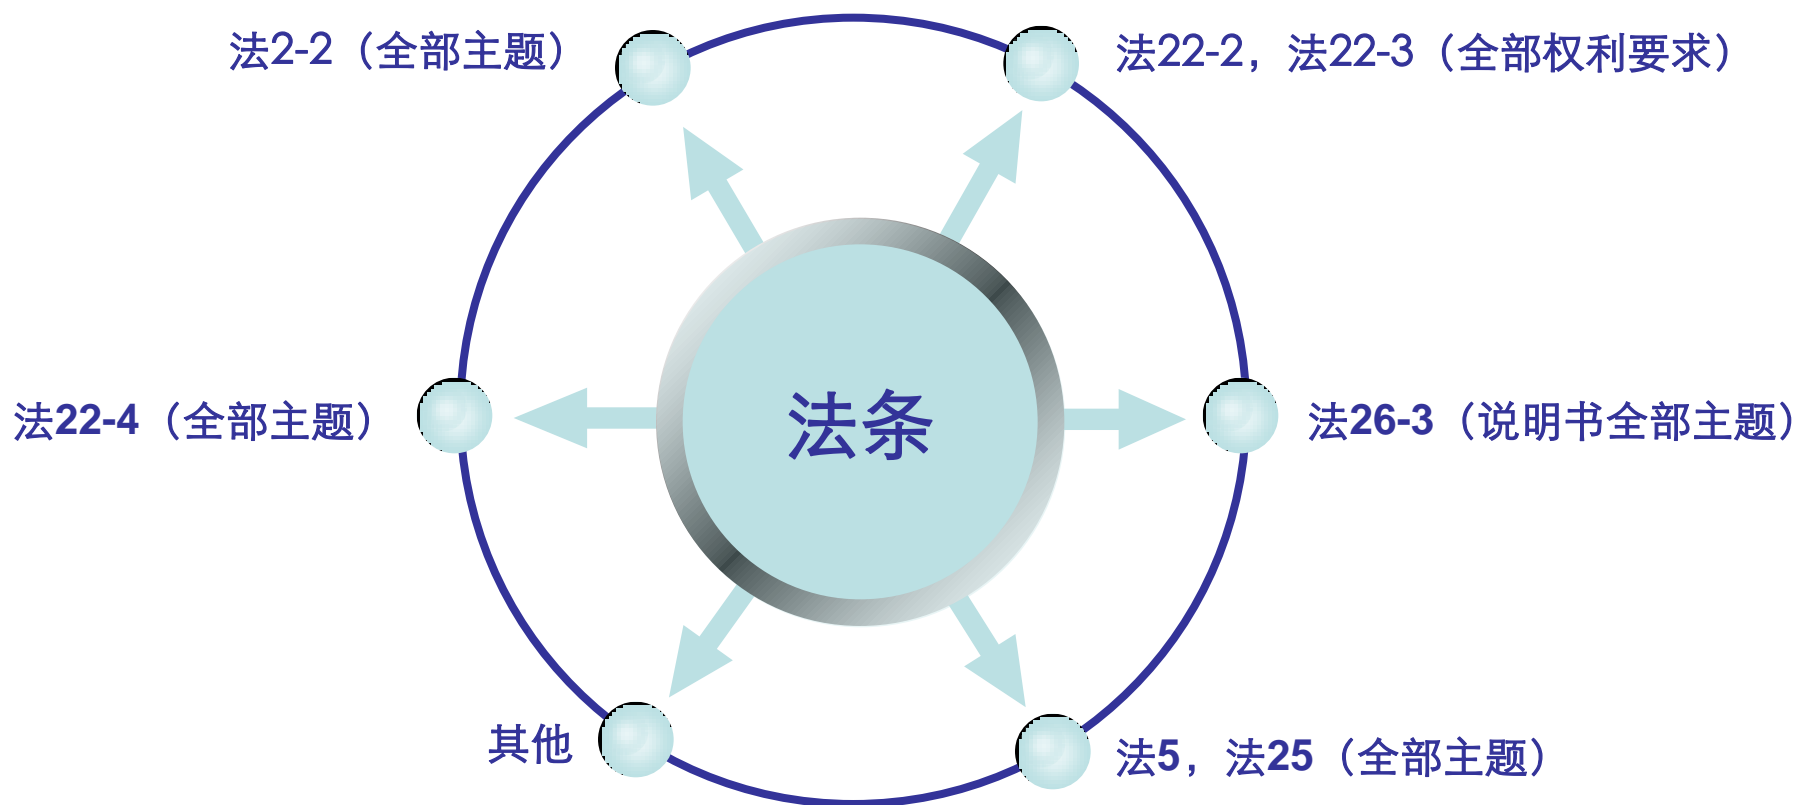 法2-2（全部主题）
法22-2，法22-3（全部权利要求）
法22-4（全部主题）
法条
法26-3（说明书全部主题）
其他
法5，法25（全部主题）